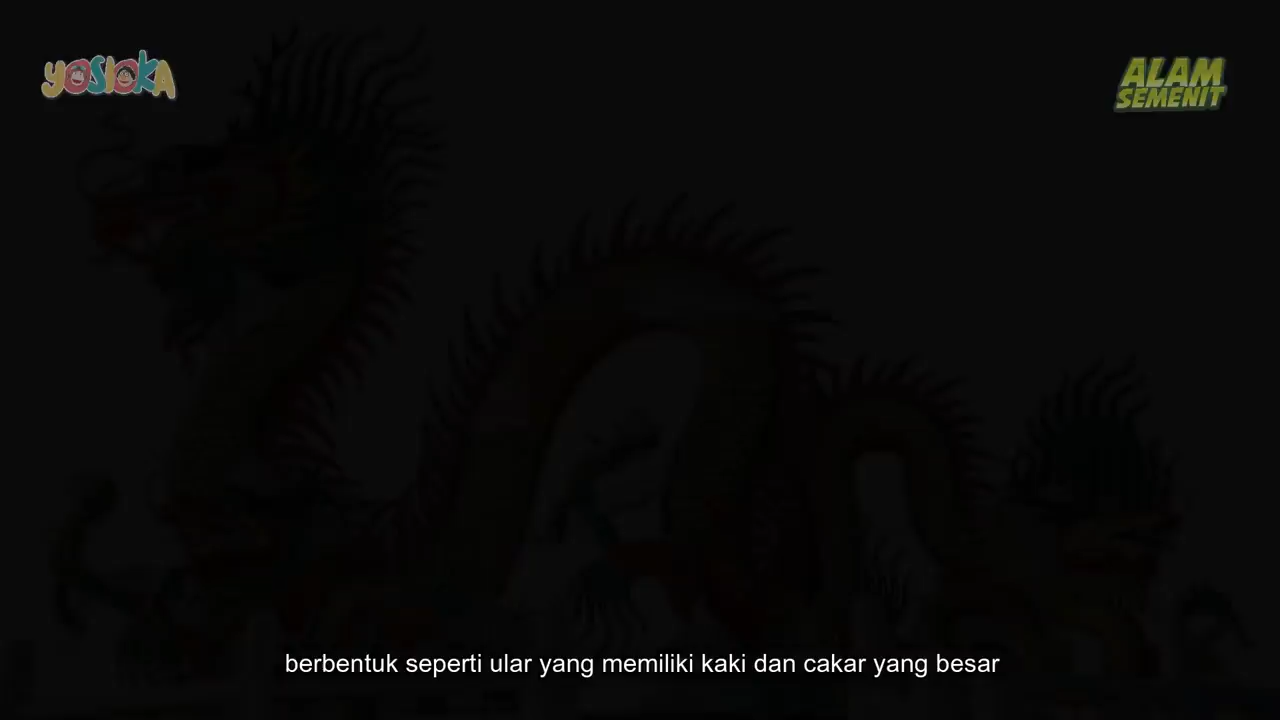 YOSIOKA
ALAM
SEMENIT
berbentuk seperti ular yang memiliki kaki dan cakar yang besar